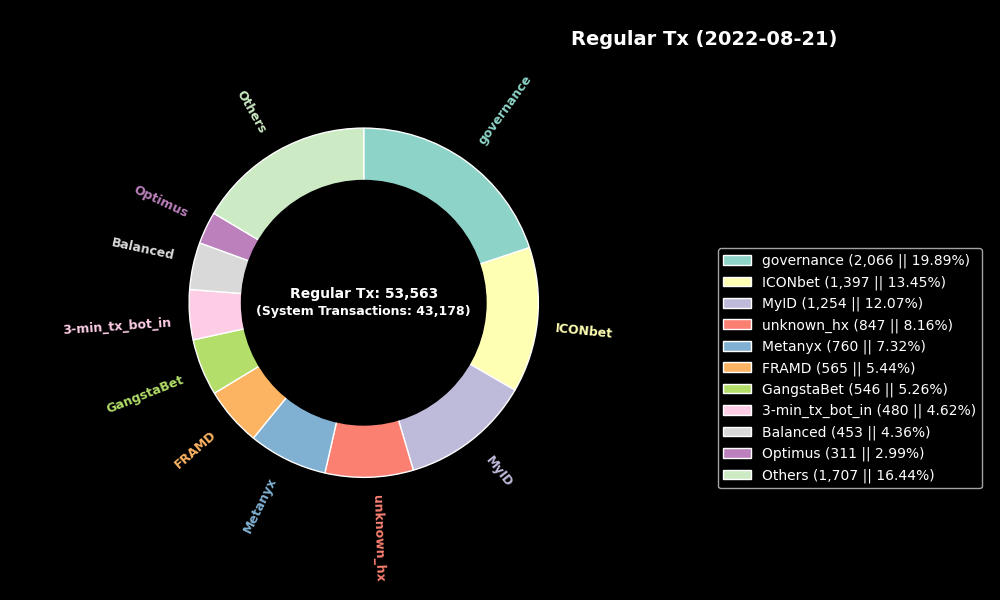 Regular Tx (2022-08-21)
governance
Others
Optimus
Balanced
3-min_tx_bot_in
GangstaBet
FRAMD
Metanyx
unknown_hx
MyID
ICONbet
Regular Tx: 53,563
(System Transactions: 43,178)
governance (2,066 || 19.89%)
ICONbet (1,397 || 13.45%)
MyID (1,254 || 12.07%)
unknown_hx (847 || 8.16%)
Metanyx (760 || 7.32%)
FRAMD (565 || 5.44%)
GangstaBet (546 || 5.26%)
3-min_tx_bot_in (480 || 4.62%)
Balanced (453 || 4.36%)
Optimus (311 || 2.99%)
Others (1,707 || 16.44%)